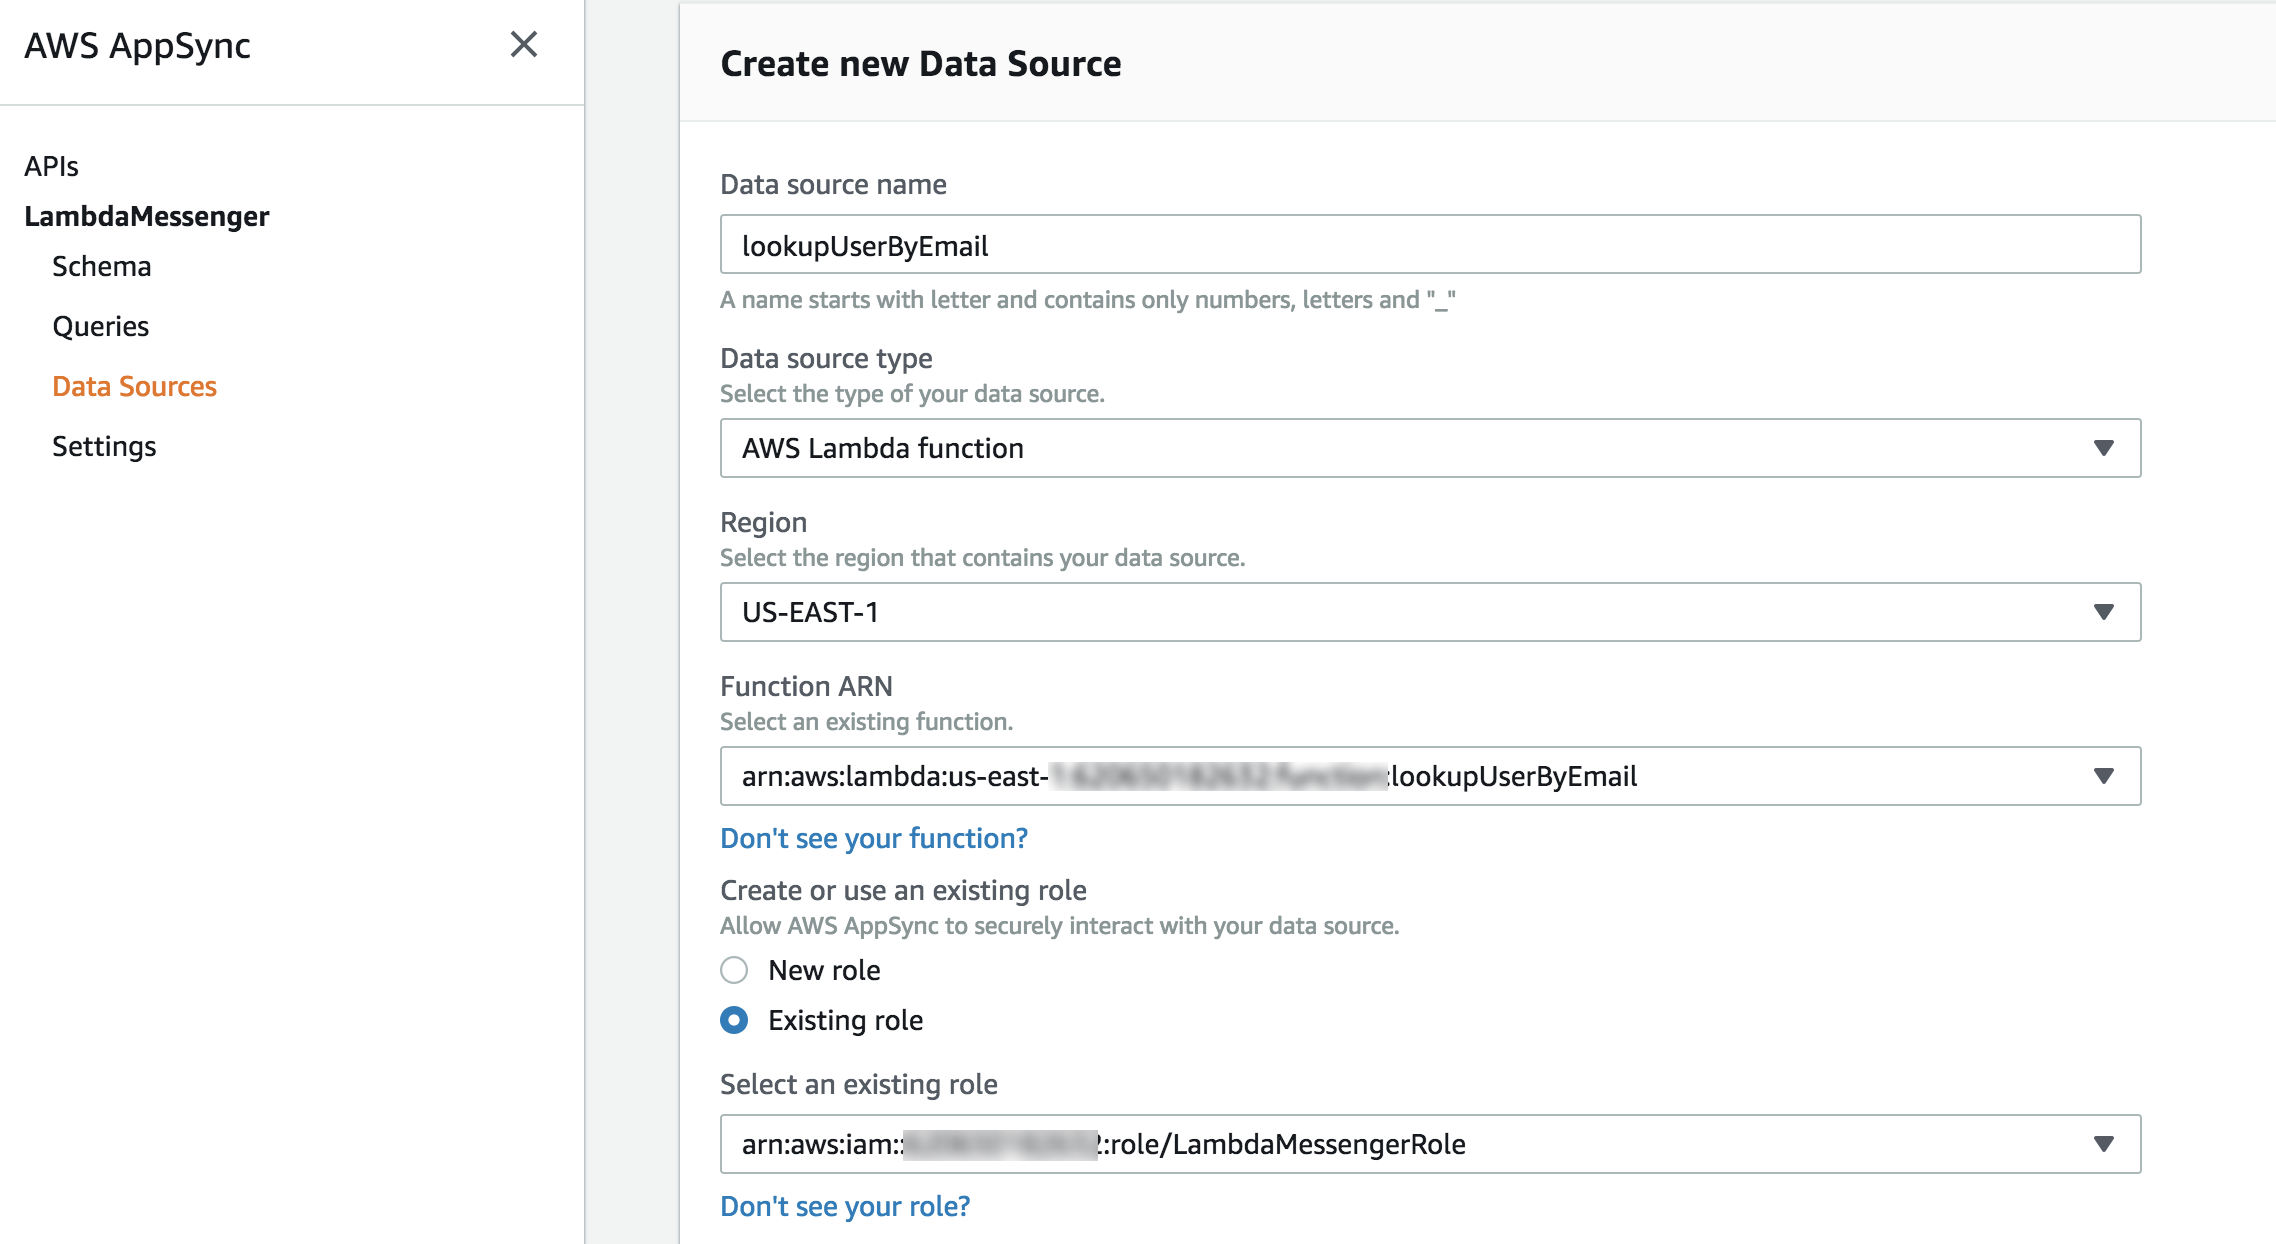 AWS AppSync
APIs
LambdaMessenger
Schema
Queries
Data Sources
Settings
Create new Data Source
Data source name
lookupUserByEmail
A name starts with letter and contains only numbers, letters and "_"
Data source type
Select the type of your data source.
AWS Lambda function
Region
Select the region that contains your data source.
US-EAST-1
Function ARN
Select an existing function.
arn:aws:lambda:us-east- :lookupUserByEmail
Don't see your function?
Create or use an existing role
Allow AWS AppSync to securely interact with your data source.
New role
Existing role
Select an existing role
arn:aws:iam:: :role/LambdaMessengerRole
Don't see your role?